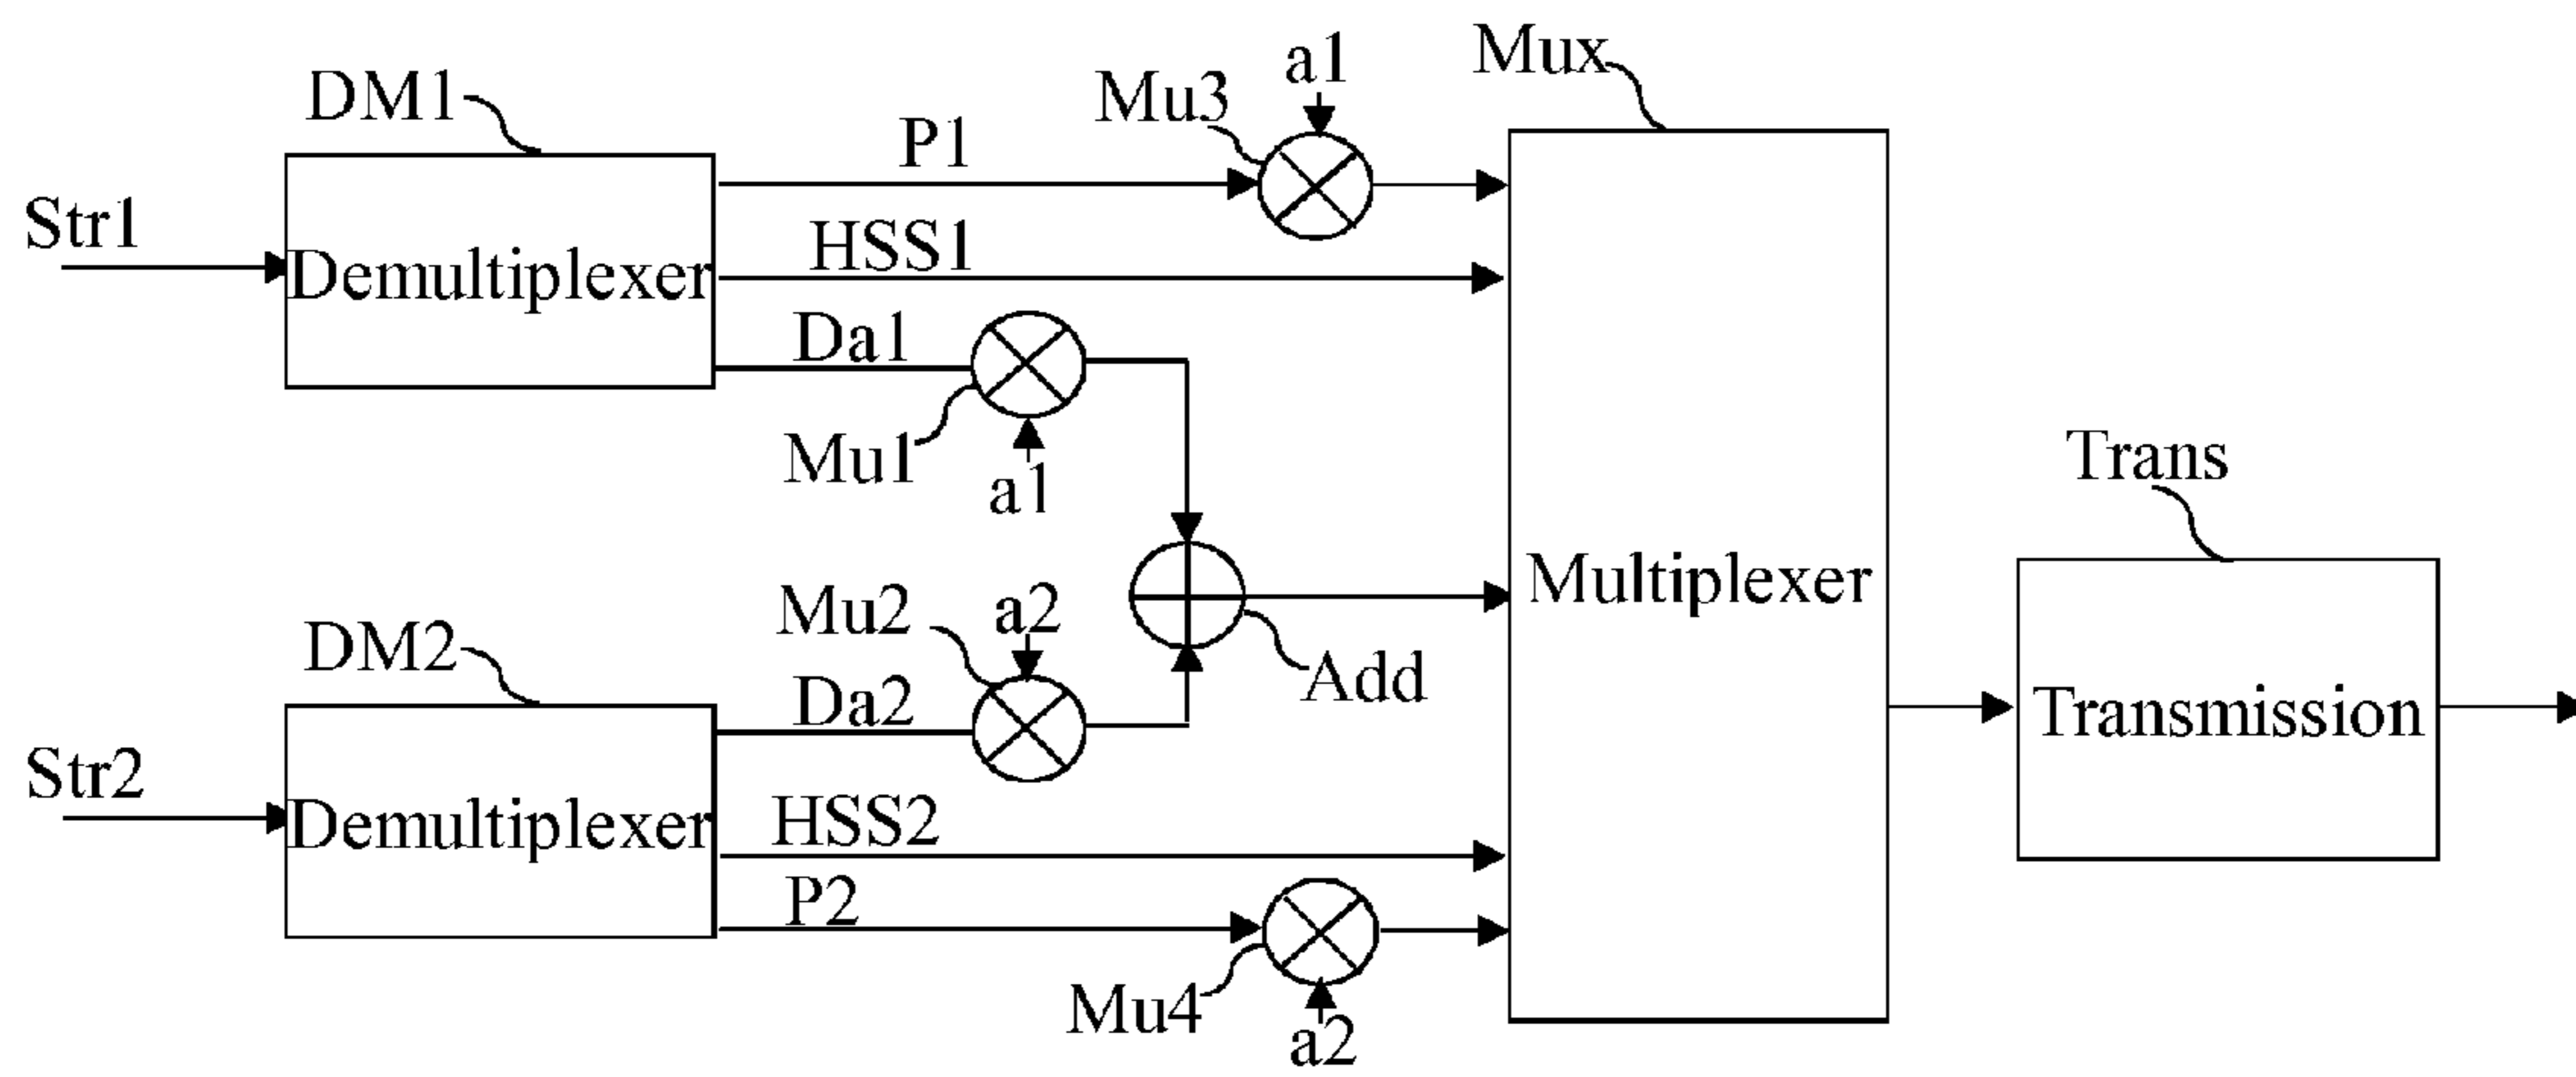 Mux
a1
DM1
Mu3
P1
Str1
HSS1
Demultiplexer
Da1
Mu1
a1
Trans
Multiplexer
Mu2
a2
DM2
Add
Da2
Transmission
Str2
HSS2
Demultiplexer
P2
Mu4
a2